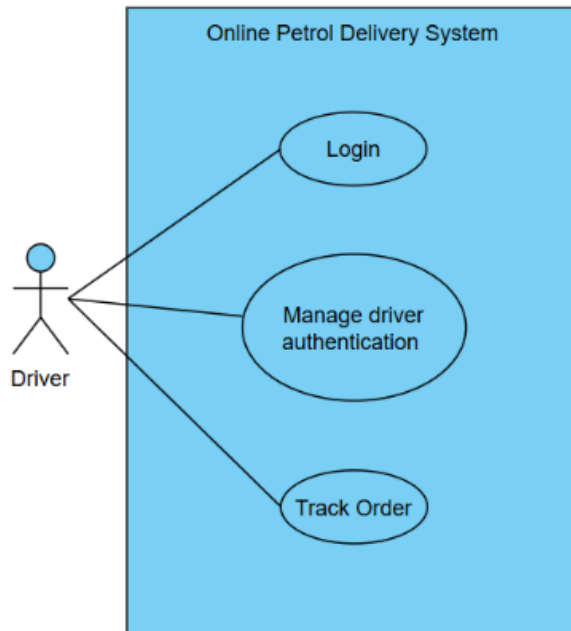 Online Petrol Delivery System
Login
Manage driver
authentication
Driver
Track Order